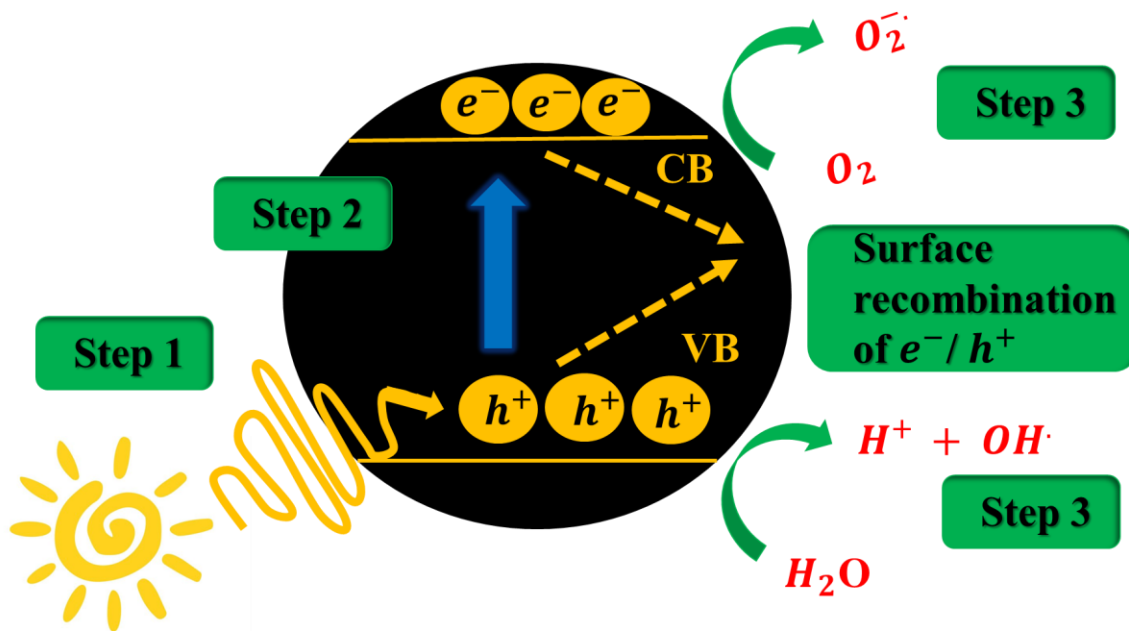 O₂⁻·
Step 3
e⁻ e⁻ e⁻
CB
O₂
Step 2
Surface
recombination
of e⁻/ h⁺
Step 1
VB
h⁺ h⁺ h⁺
H⁺ + OH·
Step 3
H₂O